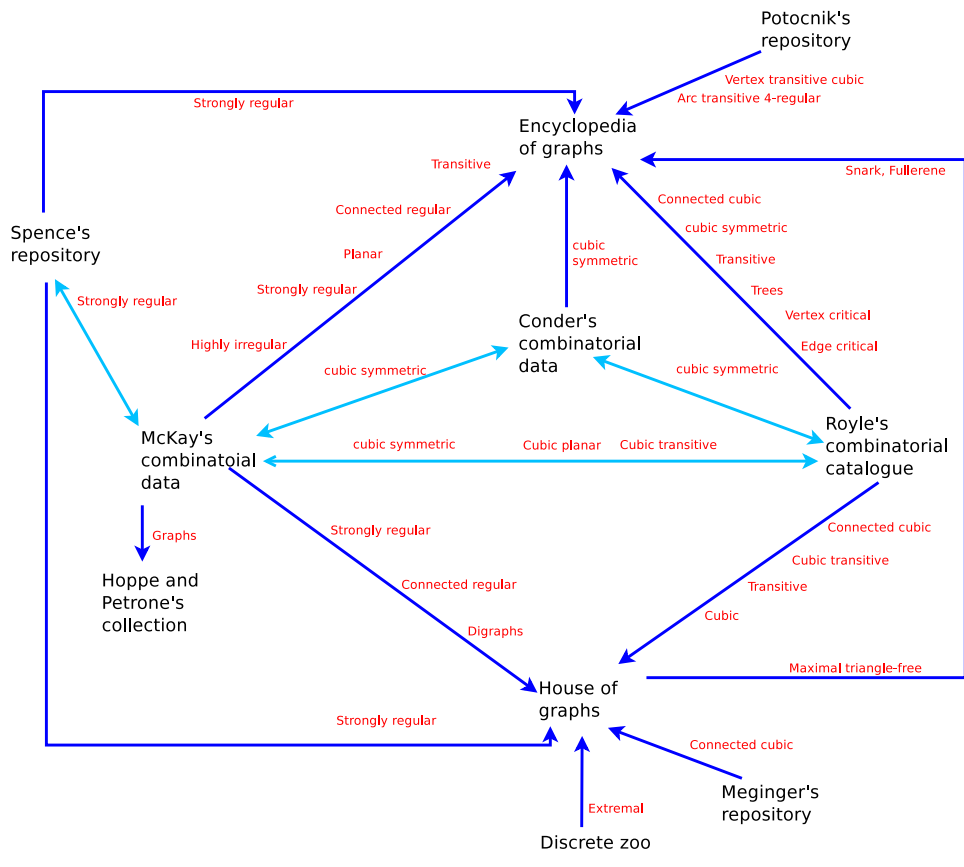 Potocnik's
repository
Vertex transitive cubic
Strongly regular
Arc transitive 4-regular
Encyclopedia
of graphs
Transitive
Snark, Fullerene
Connected cubic
Connected regular
Spence's
repository
cubic symmetric
cubic
symmetric
Planar
Transitive
Strongly regular
Strongly regular
Trees
Vertex critical
Conder's
combinatorial
data
Highly irregular
Edge critical
cubic symmetric
cubic symmetric
McKay's
combinatoial
data
Royle's
combinatorial
catalogue
cubic symmetric
Cubic planar
Cubic transitive
Strongly regular
Connected cubic
Graphs
Cubic transitive
Hoppe and
Petrone's
collection
Connected regular
Transitive
Cubic
Digraphs
Maximal triangle-free
House of
graphs
Strongly regular
Connected cubic
Meginger's
repository
Extremal
Discrete zoo